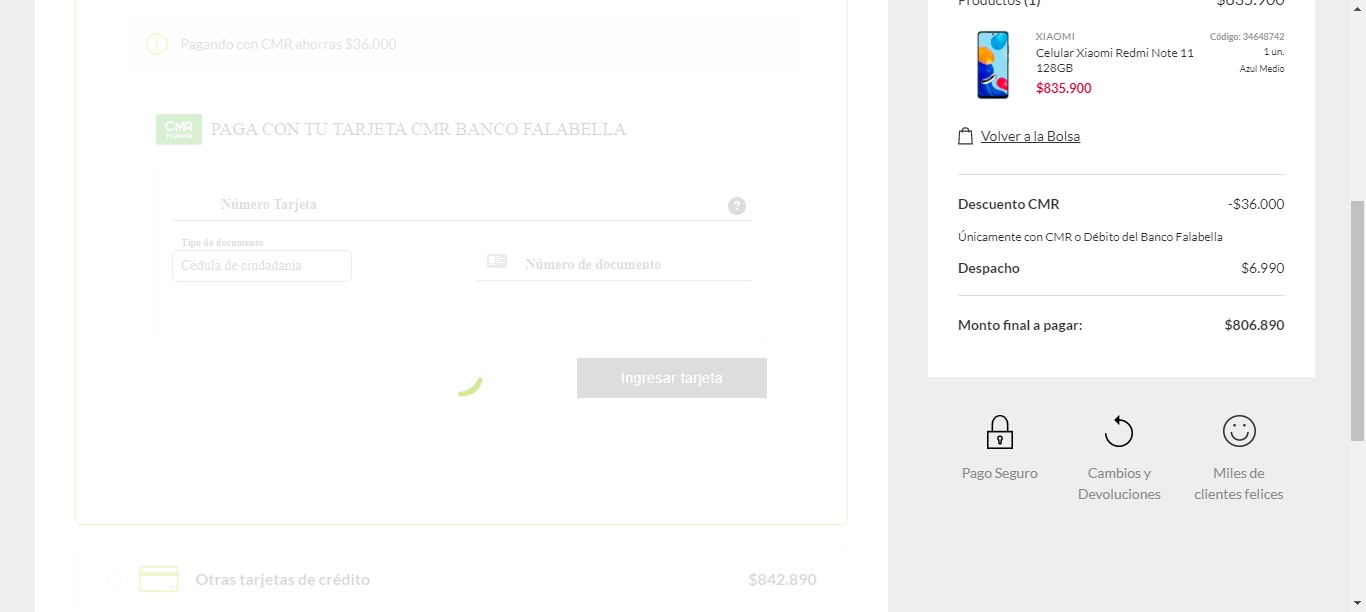 Pagando con CMR ahorras $36.000
CMR
falabella
PAGA CON TU TARJETA CMR BANCO FALABELLA
Número Tarjeta
?
Tipo de documento
Cédula de ciudadanía
Número de documento
Ingresar tarjeta
Otras tarjetas de crédito $842.890
Productos (1) $835.900
XIAOMI Código: 34648742
Celular Xiaomi Redmi Note 11 1 un.
128GB Azul Medio
$835.900
Volver a la Bolsa
Descuento CMR -$36.000
Únicamente con CMR o Débito del Banco Falabella
Despacho $6.990
Monto final a pagar: $806.890
Pago Seguro
Cambios y
Devoluciones
Miles de
clientes felices